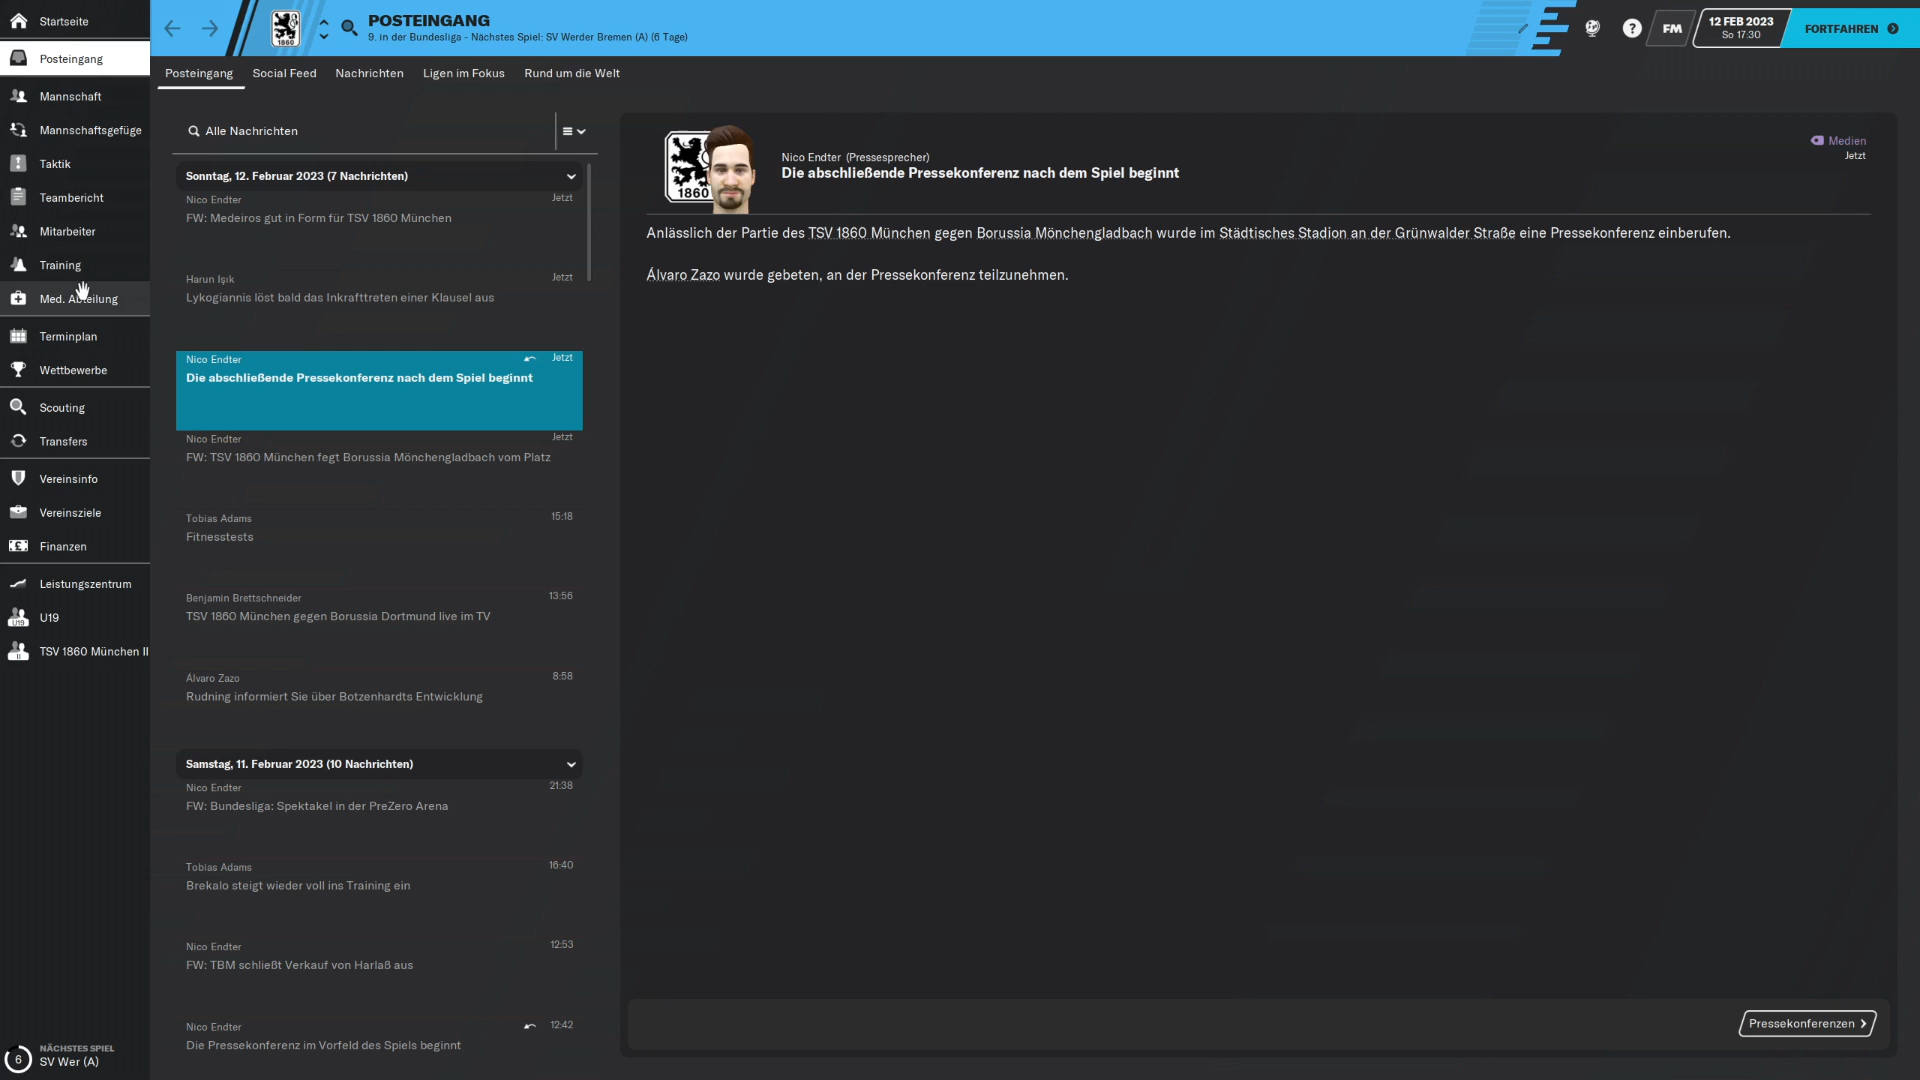 Startseite
Posteingang
Mannschaft
Mannschaftsgefüge
Taktik
Teambericht
Mitarbeiter
Training
Med. Abteilung
Terminplan
Wettbewerbe
Scouting
Transfers
Vereinsinfo
Vereinsziele
Finanzen
Leistungszentrum
U19
TSV 1860 München II
NÄCHSTES SPIEL
6 SV Wer (A)
1860
POSTEINGANG
9. in der Bundesliga - Nächstes Spiel: SV Werder Bremen (A) (6 Tage)
? FM
12 FEB 2023
So 17:30
FORTFAHREN
Posteingang Social Feed Nachrichten Ligen im Fokus Rund um die Welt
Alle Nachrichten
Sonntag, 12. Februar 2023 (7 Nachrichten)
Nico Endter Jetzt
FW: Medeiros gut in Form für TSV 1860 München
Harun Işık Jetzt
Lykogiannis löst bald das Inkrafttreten einer Klausel aus
Nico Endter Jetzt
Die abschließende Pressekonferenz nach dem Spiel beginnt
Nico Endter Jetzt
FW: TSV 1860 München fegt Borussia Mönchengladbach vom Platz
Tobias Adams 15:18
Fitnesstests
Benjamin Brettschneider 13:56
TSV 1860 München gegen Borussia Dortmund live im TV
Álvaro Zazo 8:58
Rudning informiert Sie über Botzenhardts Entwicklung
Samstag, 11. Februar 2023 (10 Nachrichten)
Nico Endter 21:38
FW: Bundesliga: Spektakel in der PreZero Arena
Tobias Adams 16:40
Brekalo steigt wieder voll ins Training ein
Nico Endter 12:53
FW: TBM schließt Verkauf von Harlaß aus
Nico Endter 12:42
Die Pressekonferenz im Vorfeld des Spiels beginnt
1860
Nico Endter (Pressesprecher)
Die abschließende Pressekonferenz nach dem Spiel beginnt
Medien
Jetzt
Anlässlich der Partie des TSV 1860 München gegen Borussia Mönchengladbach wurde im Städtisches Stadion an der Grünwalder Straße eine Pressekonferenz einberufen.
Álvaro Zazo wurde gebeten, an der Pressekonferenz teilzunehmen.
Pressekonferenzen